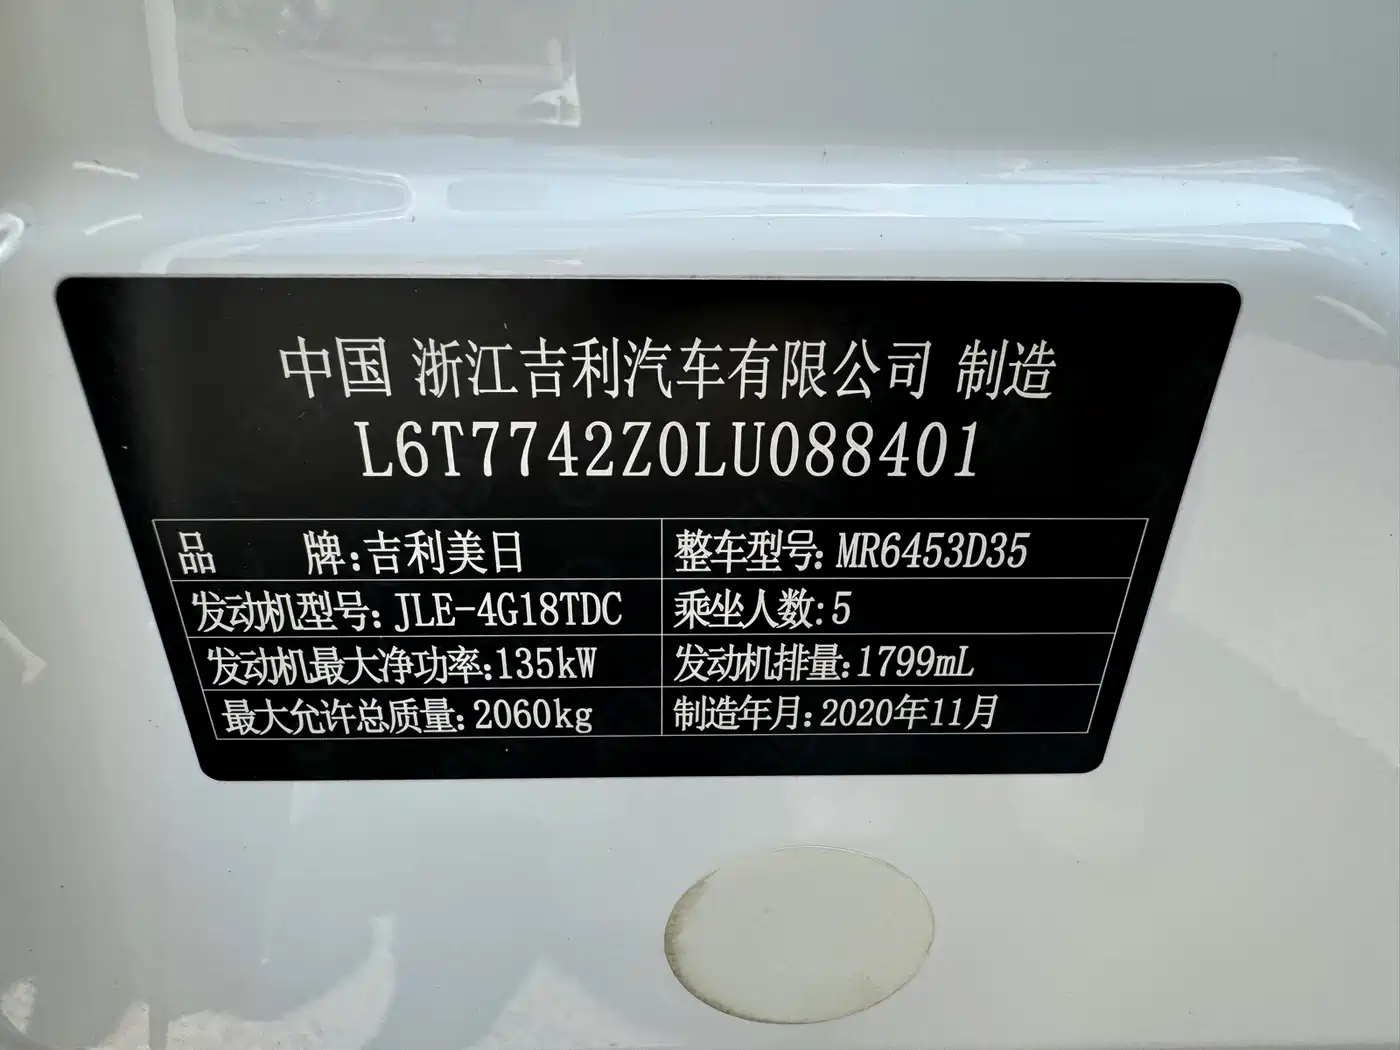 中国 浙江吉利汽车有限公司 制造
L6T7742Z0LU088401
品 牌:吉利美日 整车型号:MR6453D35
发动机型号:JLE-4G18TDC 乘坐人数:5
发动机最大净功率:135kW 发动机排量:1799mL
最大允许总质量:2060kg 制造年月:2020年11月